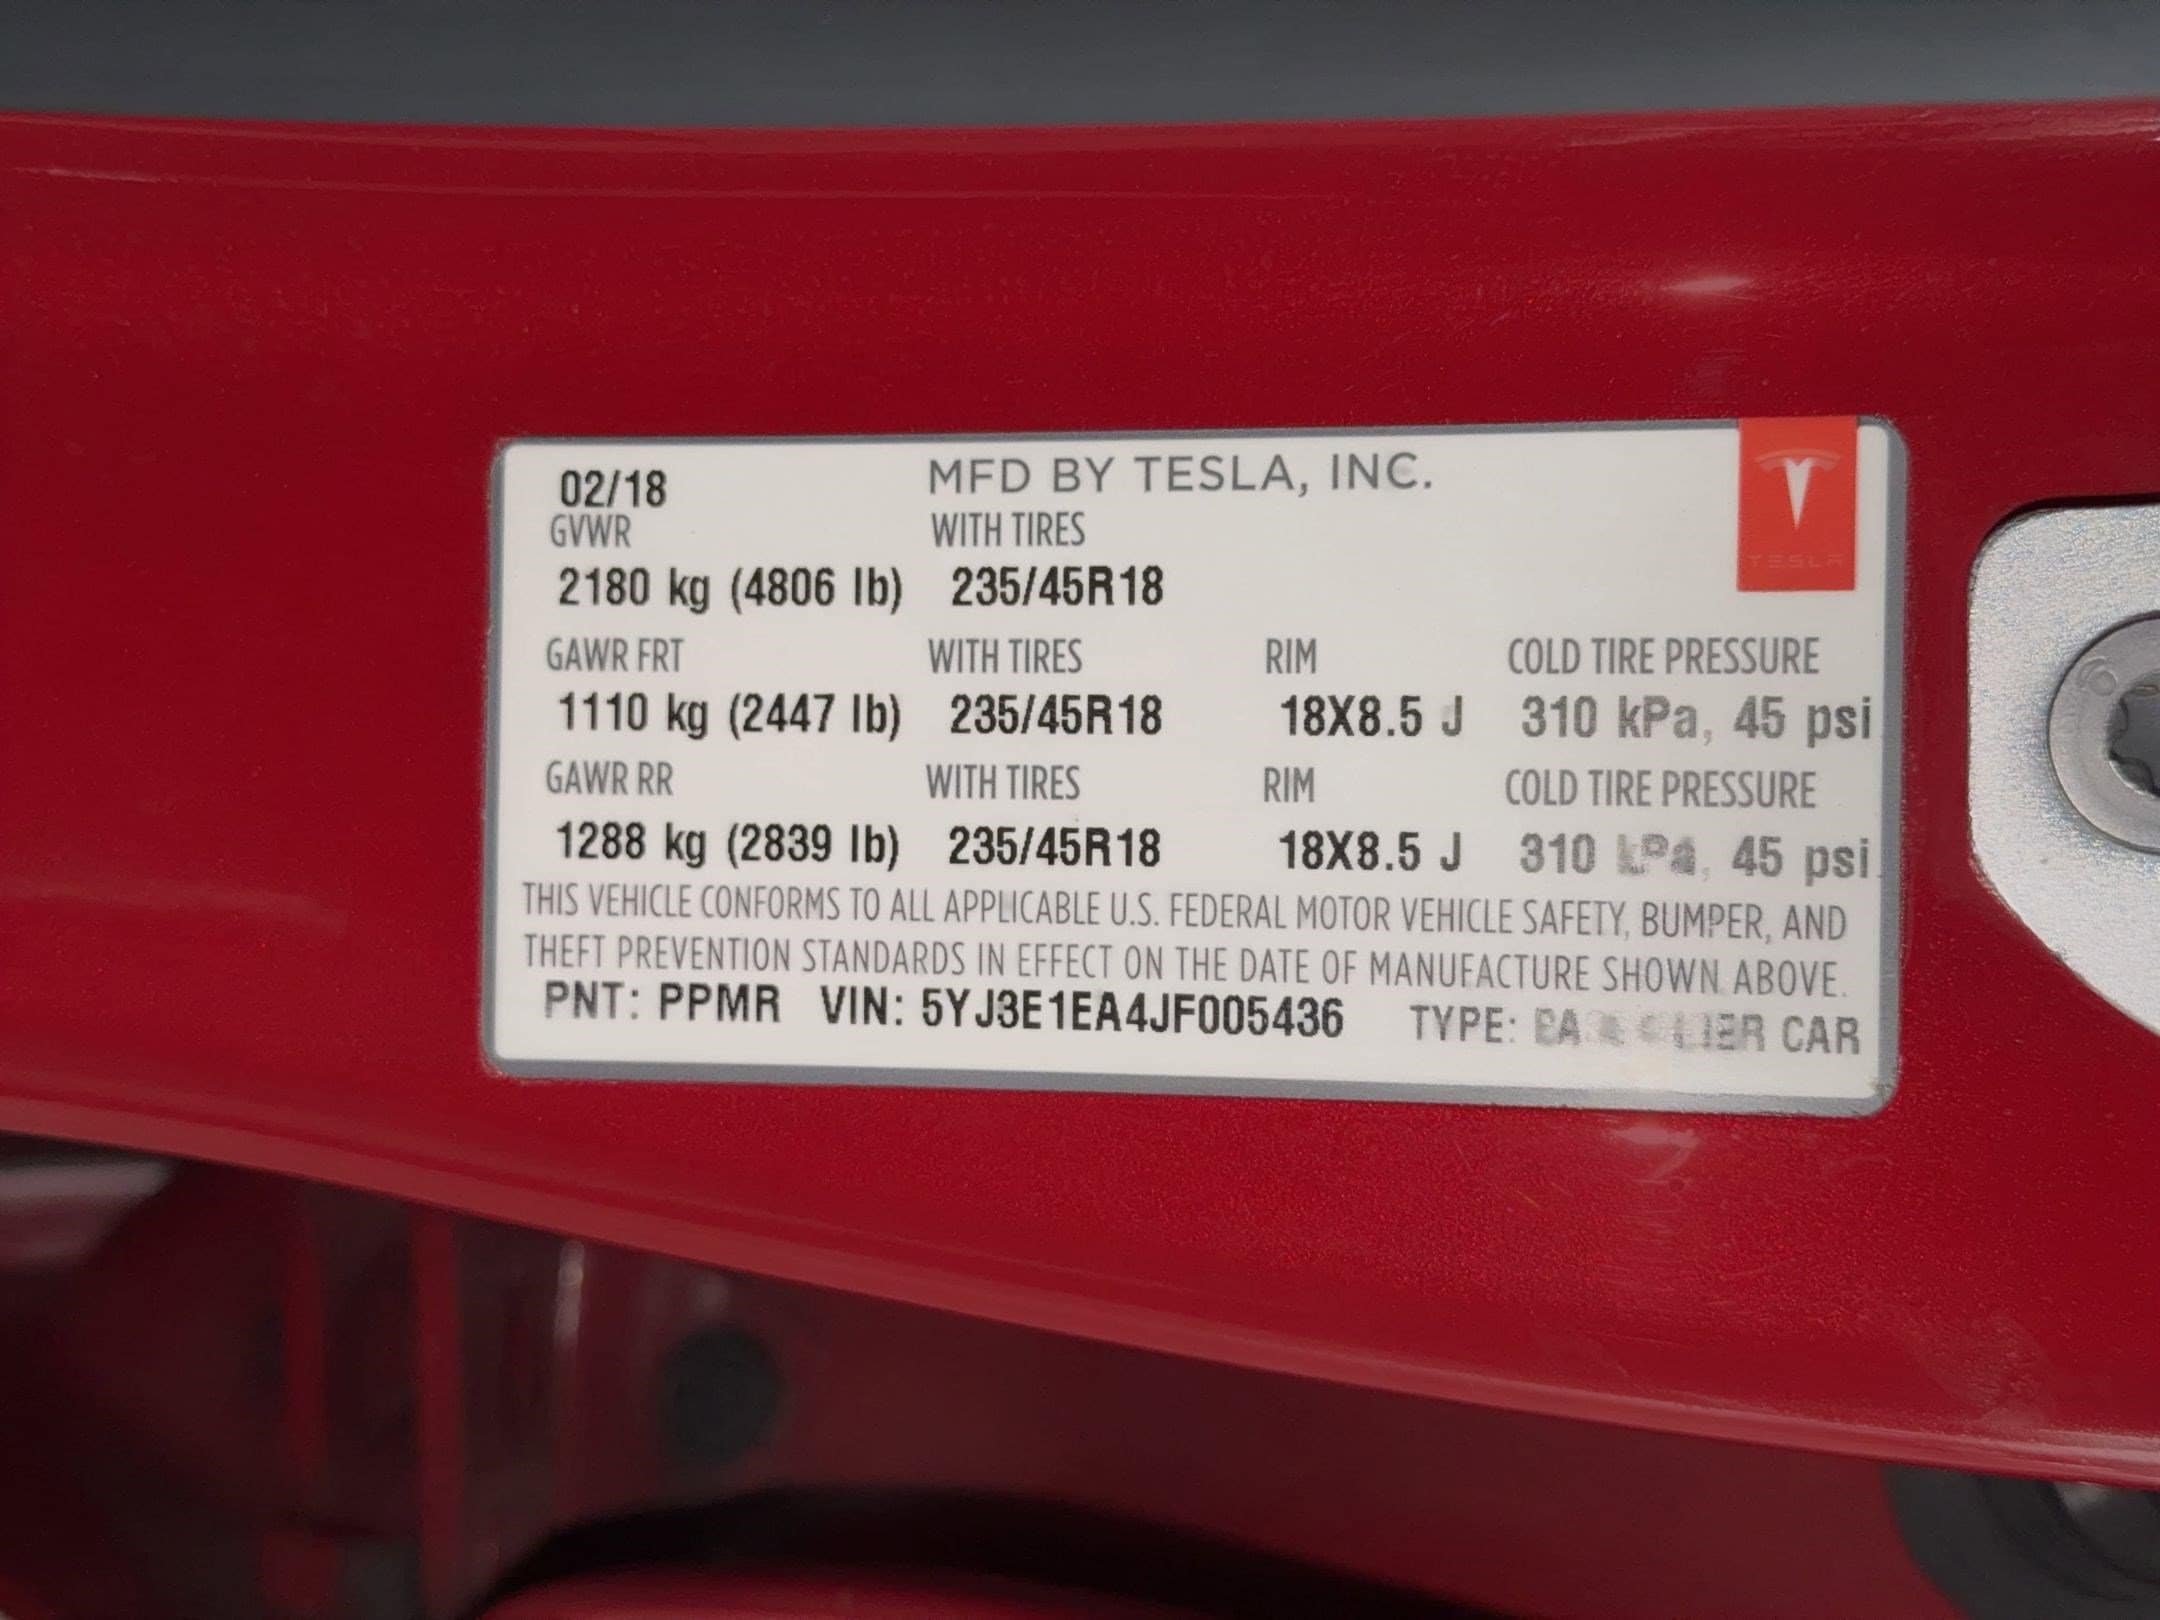 02/18 MFD BY TESLA, INC.
TESLA
GVWR WITH TIRES
2180 kg (4806 lb) 235/45R18
GAWR FRT WITH TIRES RIM COLD TIRE PRESSURE
1110 kg (2447 lb) 235/45R18 18X8.5 J 310 kPa, 45 psi
GAWR RR WITH TIRES RIM COLD TIRE PRESSURE
1288 kg (2839 lb) 235/45R18 18X8.5 J 310 kPa, 45 psi
THIS VEHICLE CONFORMS TO ALL APPLICABLE U.S. FEDERAL MOTOR VEHICLE SAFETY, BUMPER, AND
THEFT PREVENTION STANDARDS IN EFFECT ON THE DATE OF MANUFACTURE SHOWN ABOVE.
PNT: PPMR VIN: 5YJ3E1EA4JF005436 TYPE: CAR